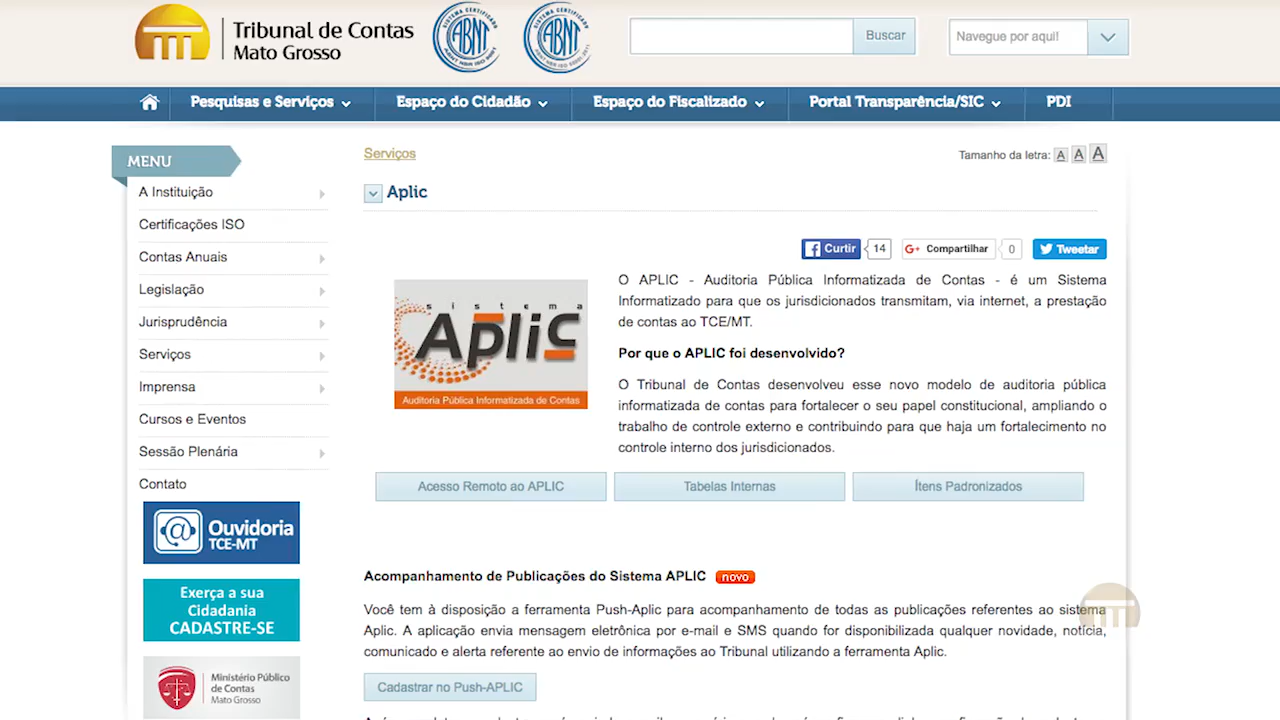 Tribunal de Contas
Mato Grosso
SISTEMA CERTIFICADO
ABNT
SISTEMA CERTIFICADO
ABNT
Buscar
Navegue por aqui!
Pesquisas e Serviços
Espaço do Cidadão
Espaço do Fiscalizado
Portal Transparência/SIC
PDI
MENU
A Instituição
Certificações ISO
Contas Anuais
Legislação
Jurisprudência
Serviços
Imprensa
Cursos e Eventos
Sessão Plenária
Contato
Ouvidoria
TCE-MT
Exerça a sua
Cidadania
CADASTRE-SE
Ministério Público
de Contas
Mato Grosso
Serviços
Tamanho da letra: A A A
Aplic
Curtir 14
G+ Compartilhar 0
Tweetar
sistema
Aplic
Auditoria Pública Informatizada de Contas
O APLIC - Auditoria Pública Informatizada de Contas - é um Sistema
Informatizado para que os jurisdicionados transmitam, via internet, a prestação
de contas ao TCE/MT.
Por que o APLIC foi desenvolvido?
O Tribunal de Contas desenvolveu esse novo modelo de auditoria pública
informatizada de contas para fortalecer o seu papel constitucional, ampliando o
trabalho de controle externo e contribuindo para que haja um fortalecimento no
controle interno dos jurisdicionados.
Acesso Remoto ao APLIC
Tabelas Internas
Ítens Padronizados
Acompanhamento de Publicações do Sistema APLIC novo
Você tem à disposição a ferramenta Push-Aplic para acompanhamento de todas as publicações referentes ao sistema
Aplic. A aplicação envia mensagem eletrônica por e-mail e SMS quando for disponibilizada qualquer novidade, notícia,
comunicado e alerta referente ao envio de informações ao Tribunal utilizando a ferramenta Aplic.
Cadastrar no Push-APLIC